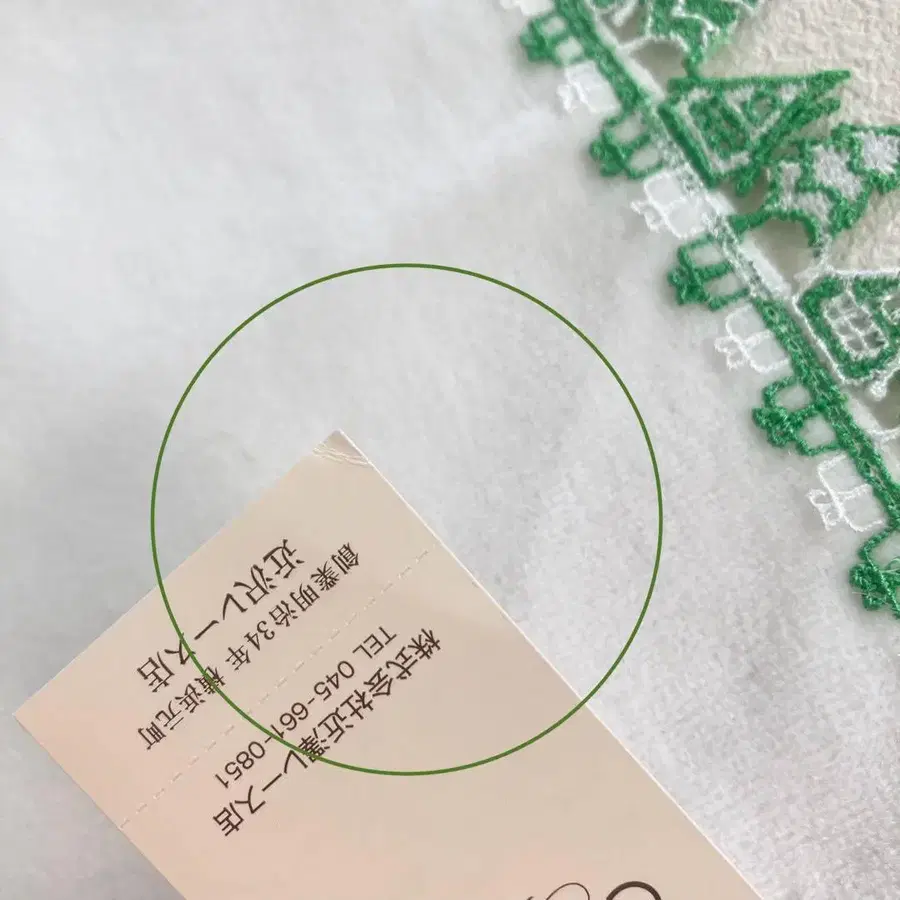 近沢レース店
創業明治34年 横浜元町
株式会社近澤レース店
TEL 045-661-0851